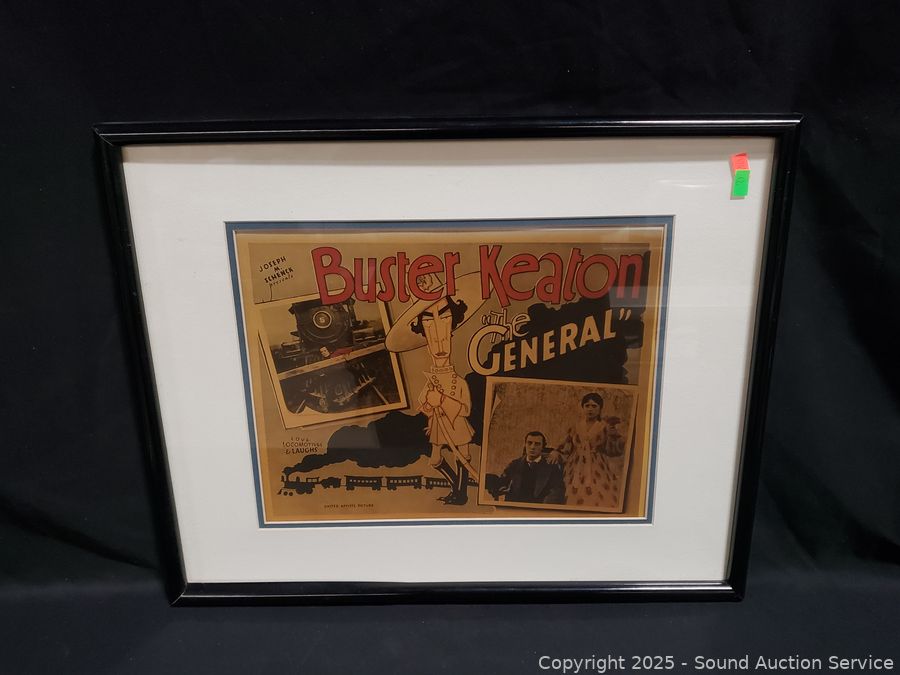 JOSEPH
M.
SCHENCK
presents
Buster Keaton
"The
GENERAL"
LOVE
LOCOMOTIVES
& LAUGHS
UNITED ARTISTS PICTURE
Copyright © 2025 - Sound Auction Service